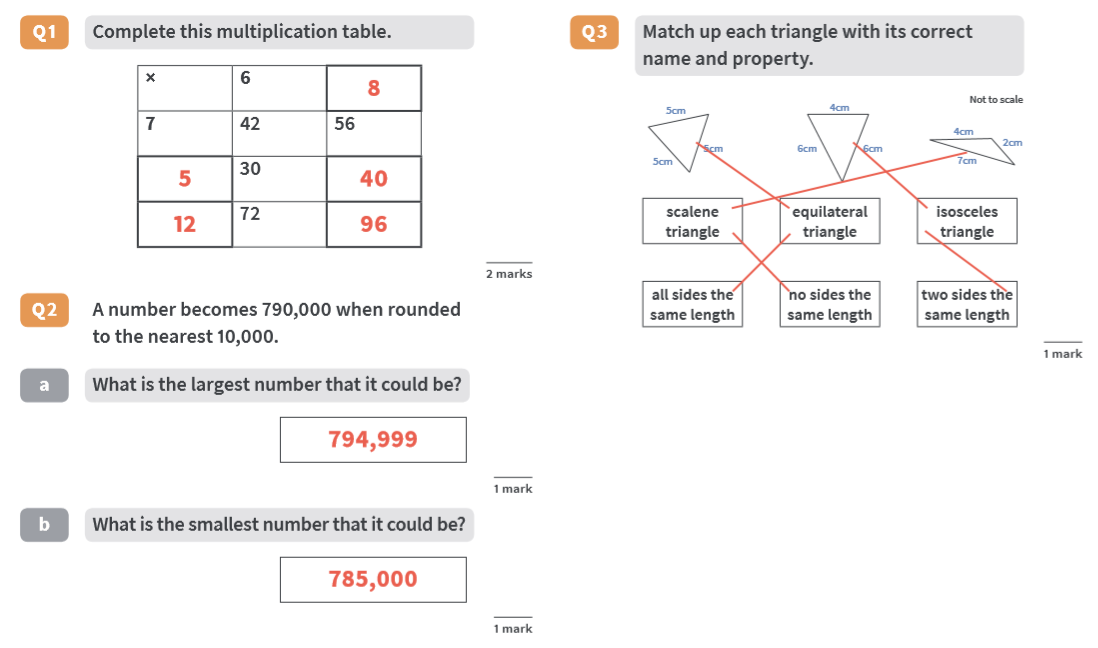 Q1 Complete this multiplication table.
× 6 8
7 42 56
5 30 40
12 72 96
2 marks
Q2 A number becomes 790,000 when rounded
to the nearest 10,000.
a What is the largest number that it could be?
794,999
1 mark
b What is the smallest number that it could be?
785,000
1 mark
Q3 Match up each triangle with its correct
name and property.
Not to scale
5cm
5cm
5cm
4cm
6cm
6cm
4cm
2cm
7cm
scalene
triangle
equilateral
triangle
isosceles
triangle
all sides the
same length
no sides the
same length
two sides the
same length
1 mark